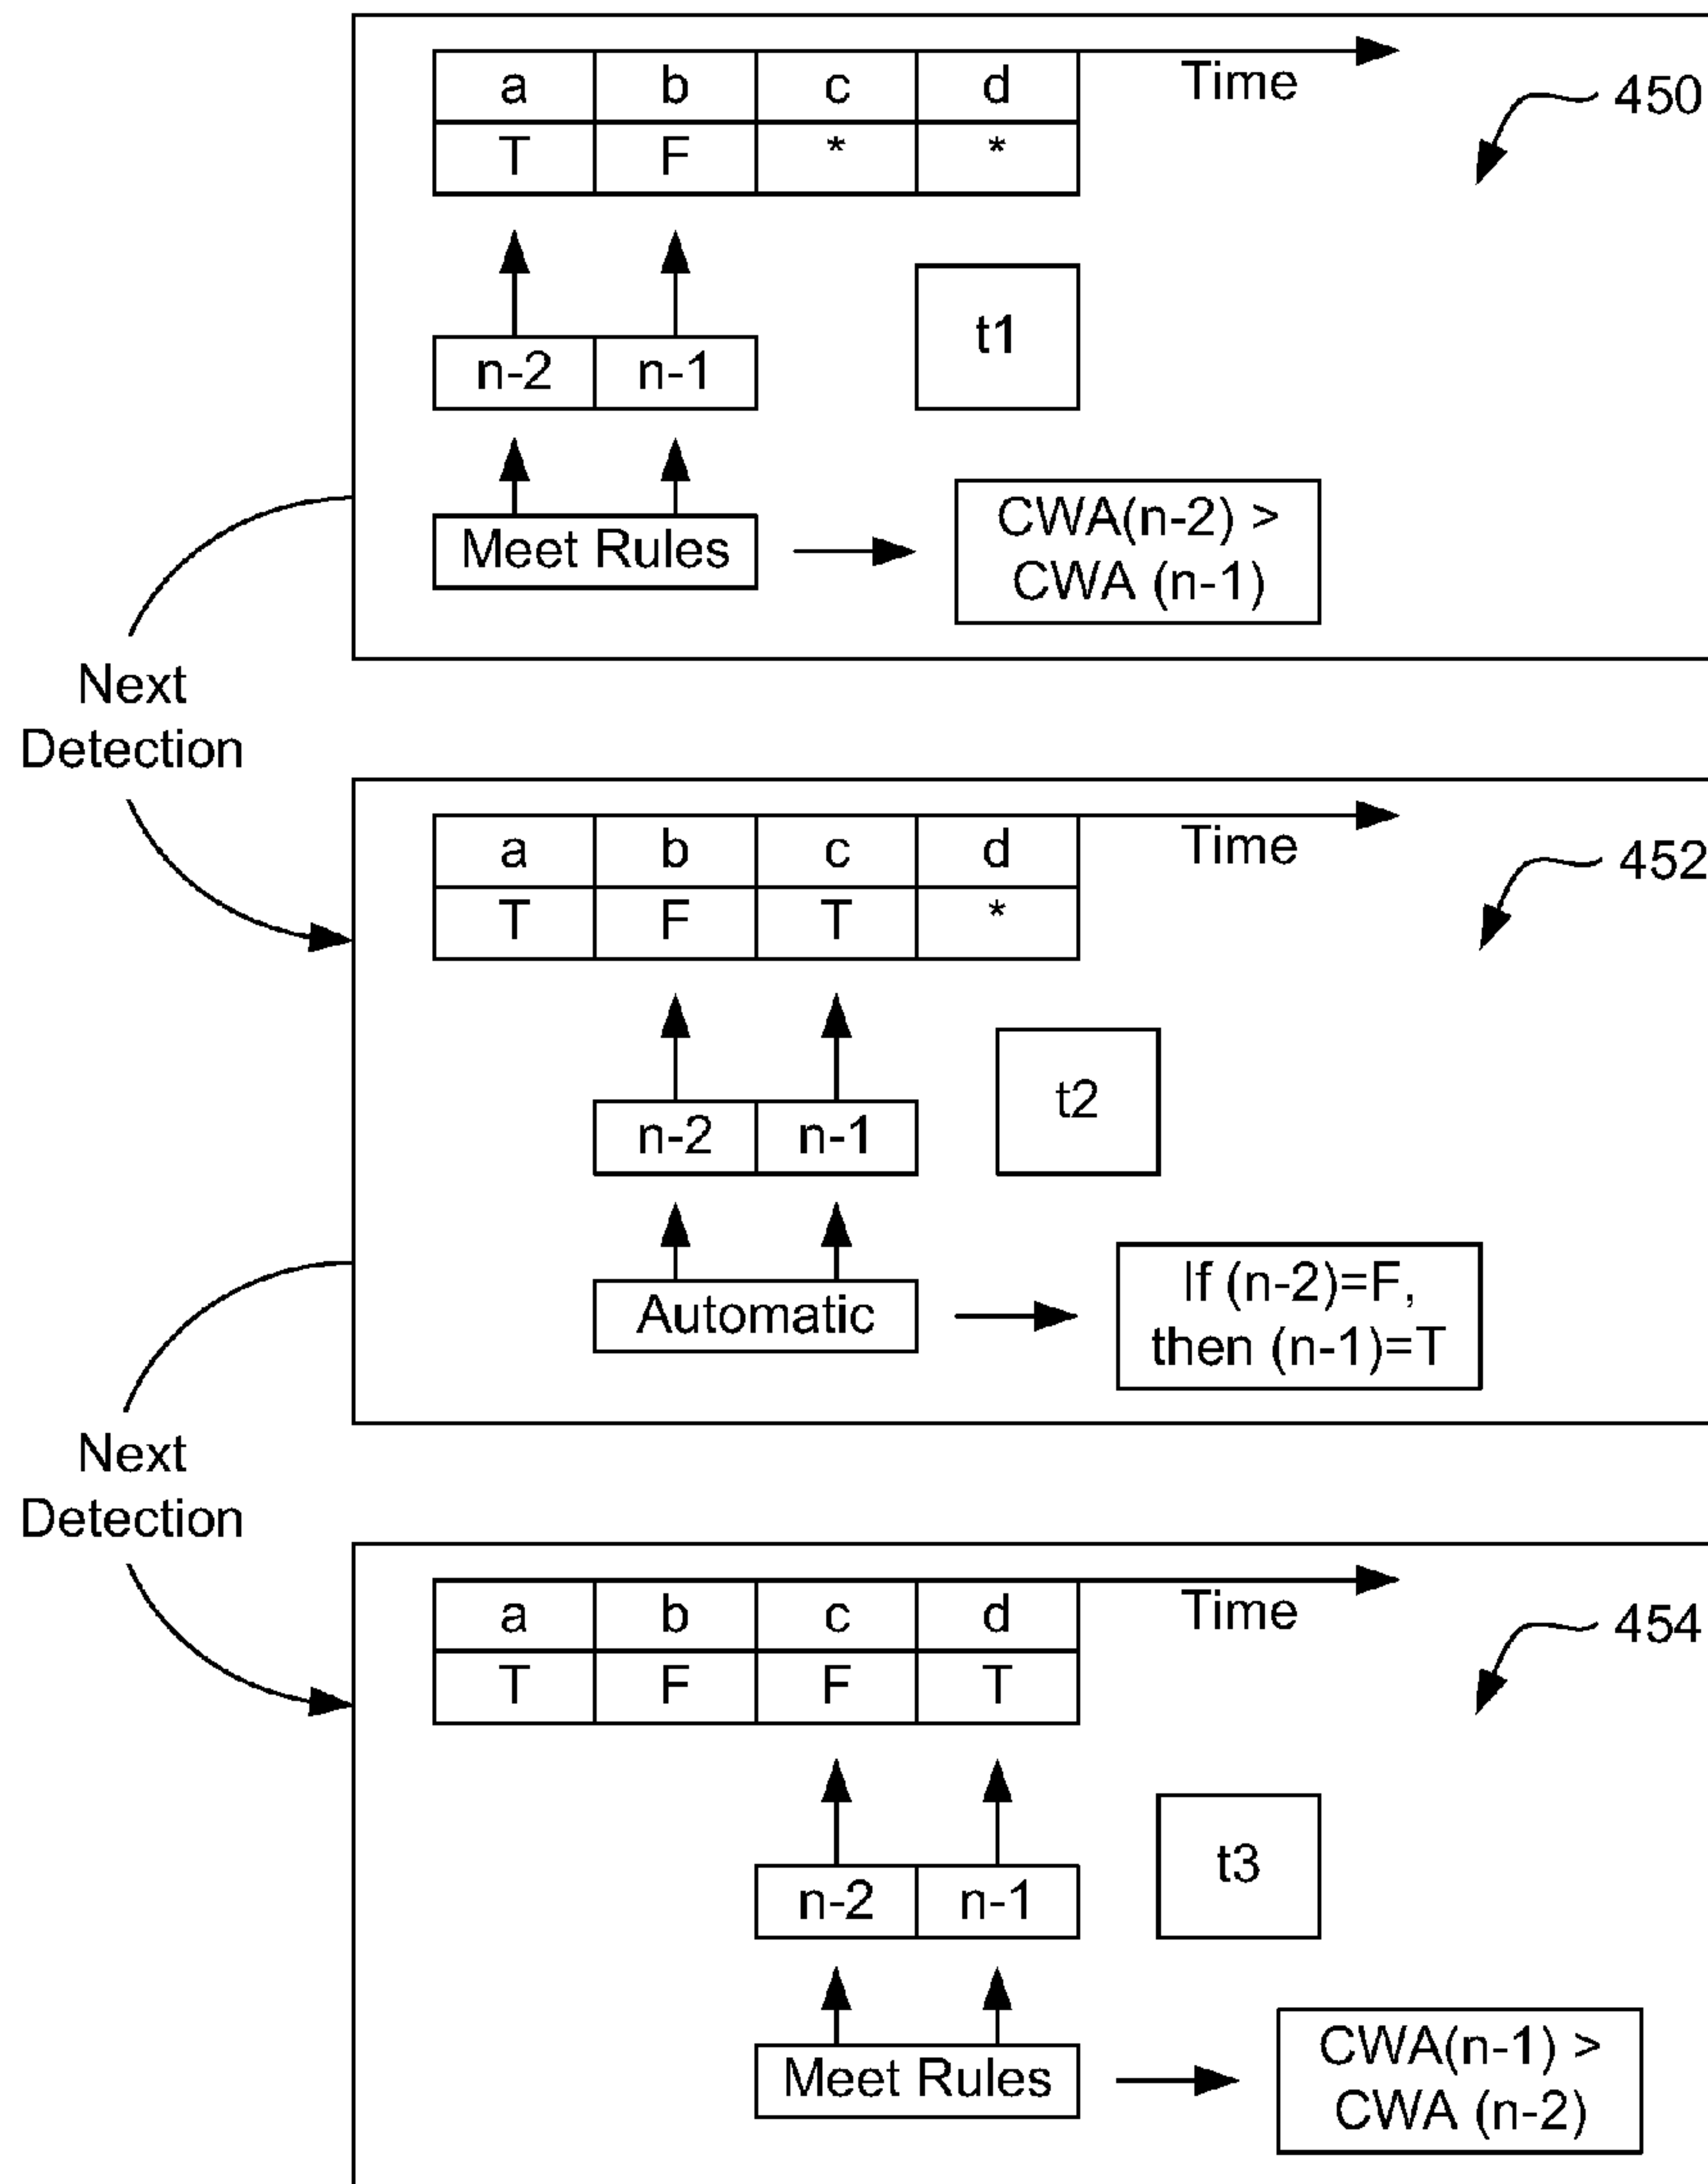 a b c d Time
T F * *
450
t1
n-2 n-1
Meet Rules
CWA(n-2) >
CWA (n-1)
Next
Detection
a b c d Time
T F T *
452
t2
n-2 n-1
Automatic
If (n-2)=F,
then (n-1)=T
Next
Detection
a b c d Time
T F F T
454
t3
n-2 n-1
Meet Rules
CWA(n-1) >
CWA (n-2)